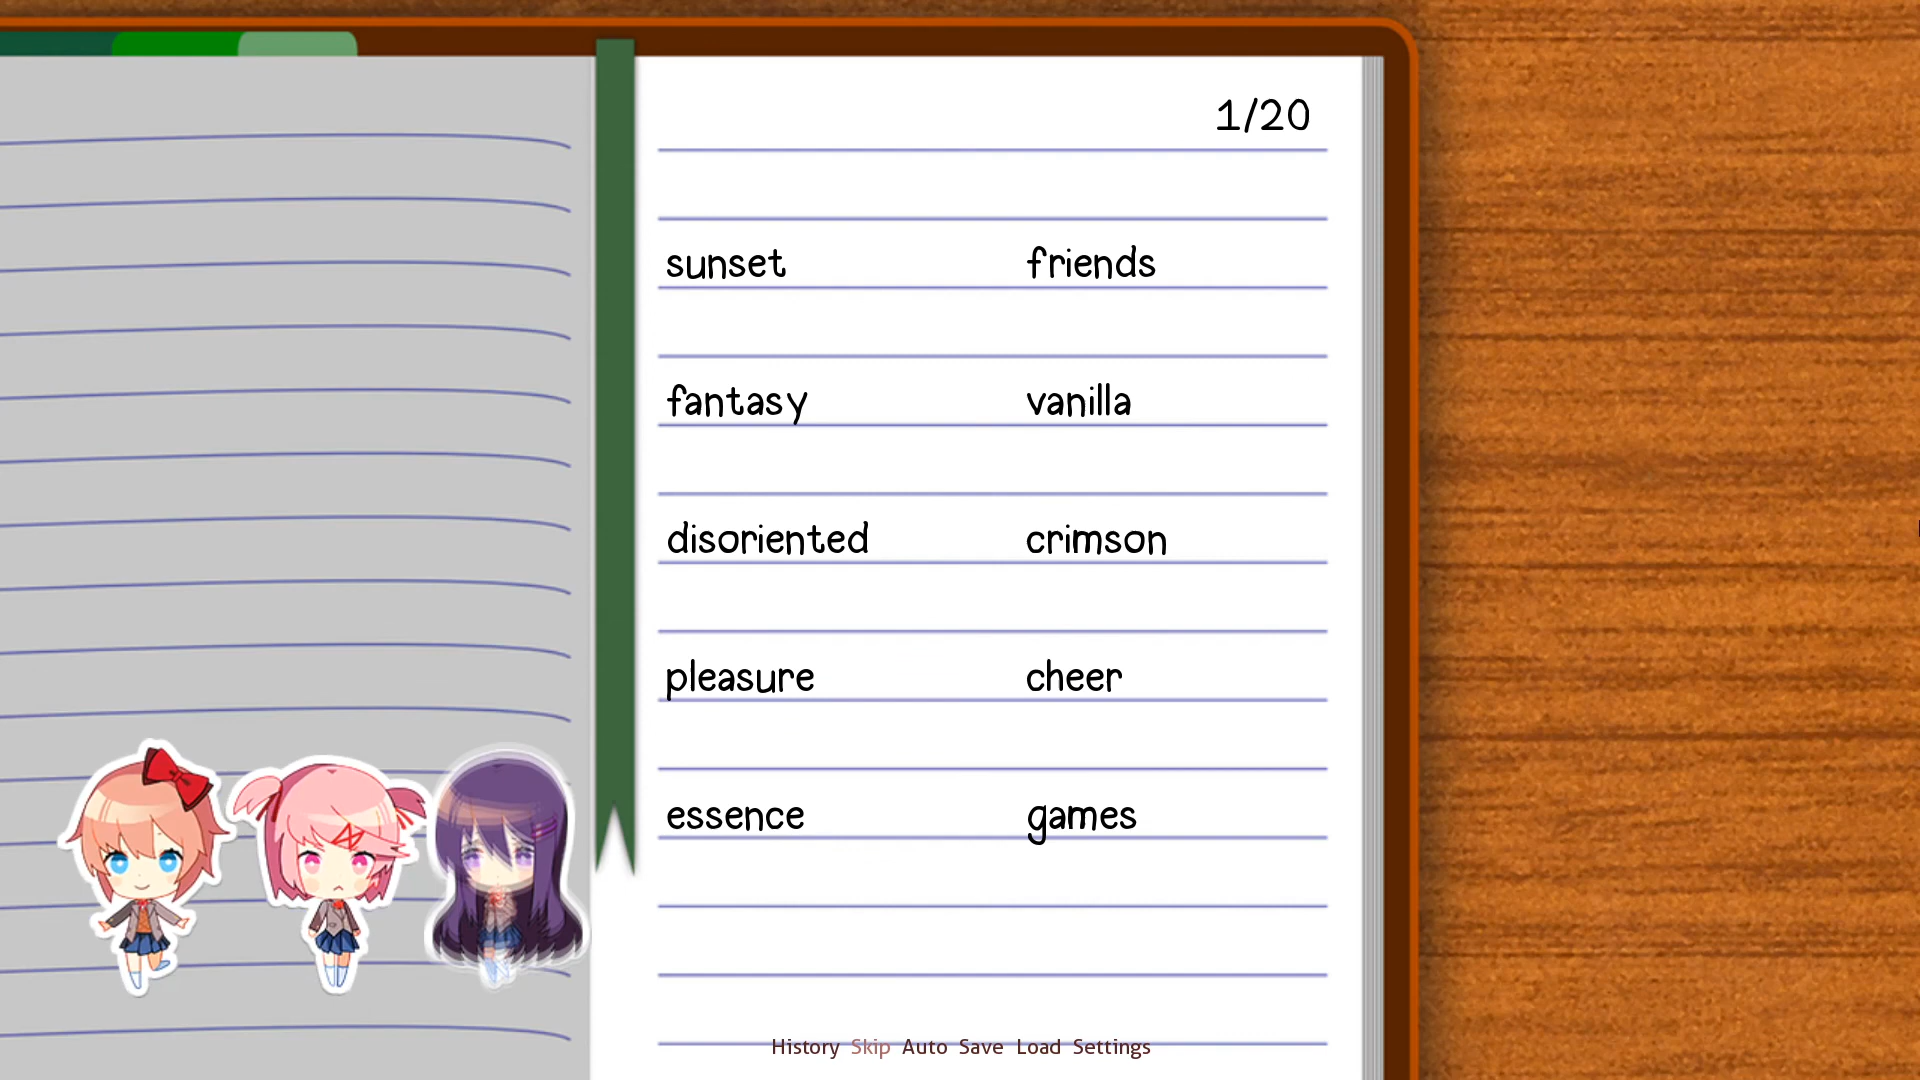 1/20
sunset friends
fantasy vanilla
disoriented crimson
pleasure cheer
essence games
History Skip Auto Save Load Settings